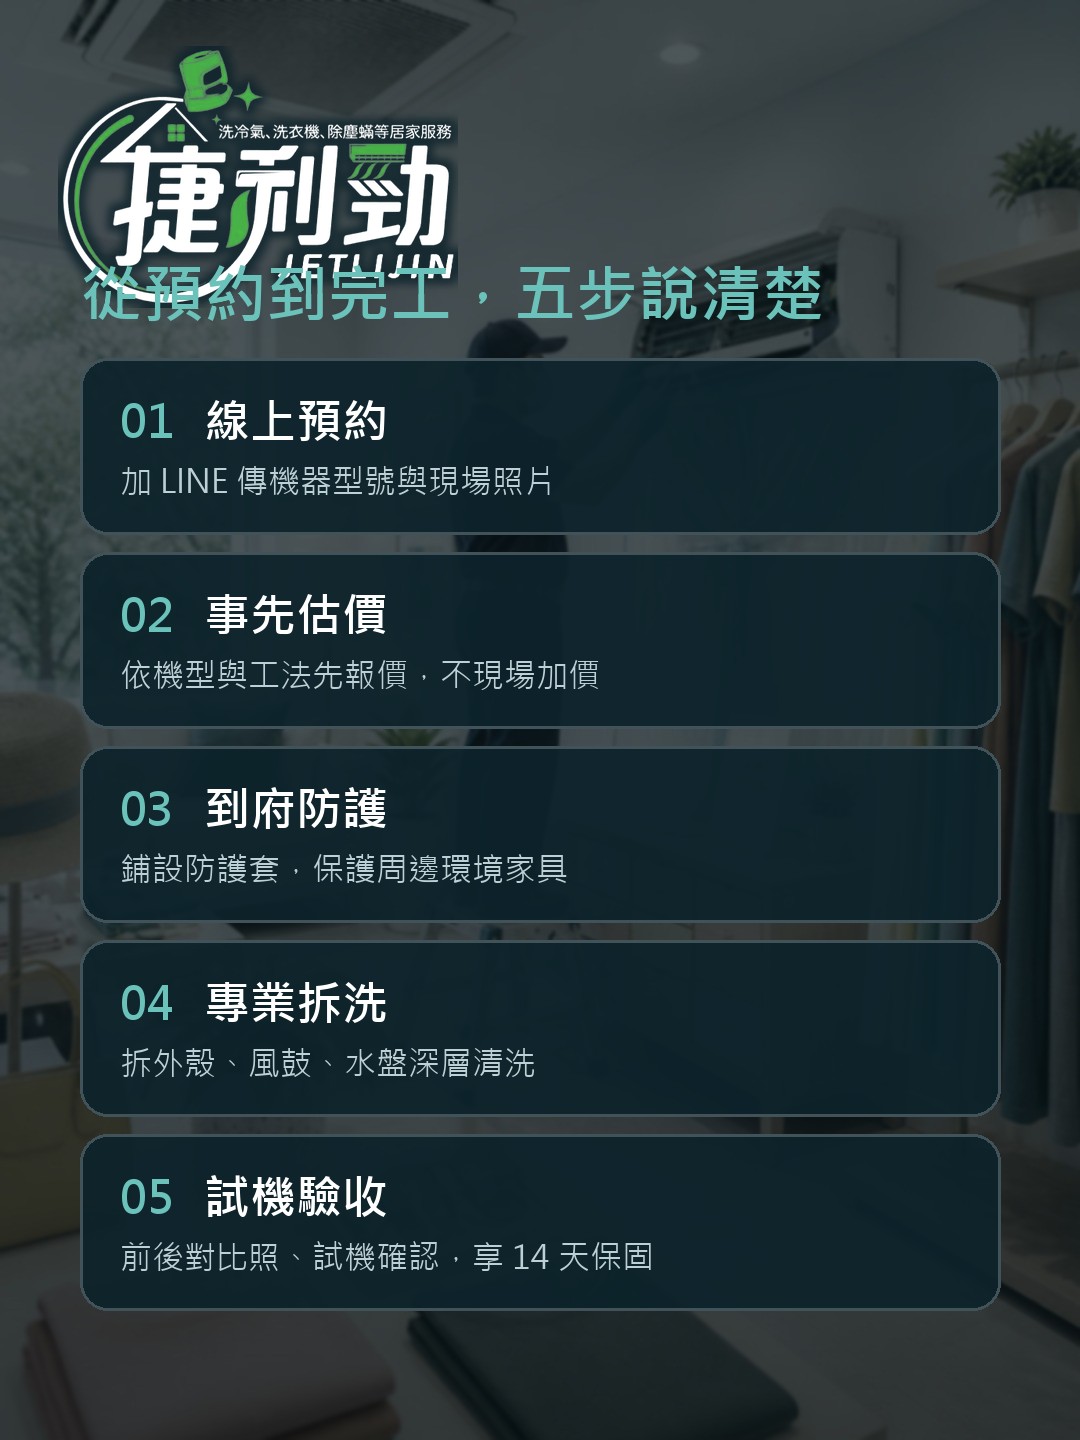 洗冷氣、洗衣機、除塵蟎等居家服務
捷利勁
JETLIJIN
從預約到完工，五步說清楚
01 線上預約
加 LINE 傳機器型號與現場照片
02 事先估價
依機型與工法先報價，不現場加價
03 到府防護
鋪設防護套，保護周邊環境家具
04 專業拆洗
拆外殼、風鼓、水盤深層清洗
05 試機驗收
前後對比照、試機確認，享 14 天保固